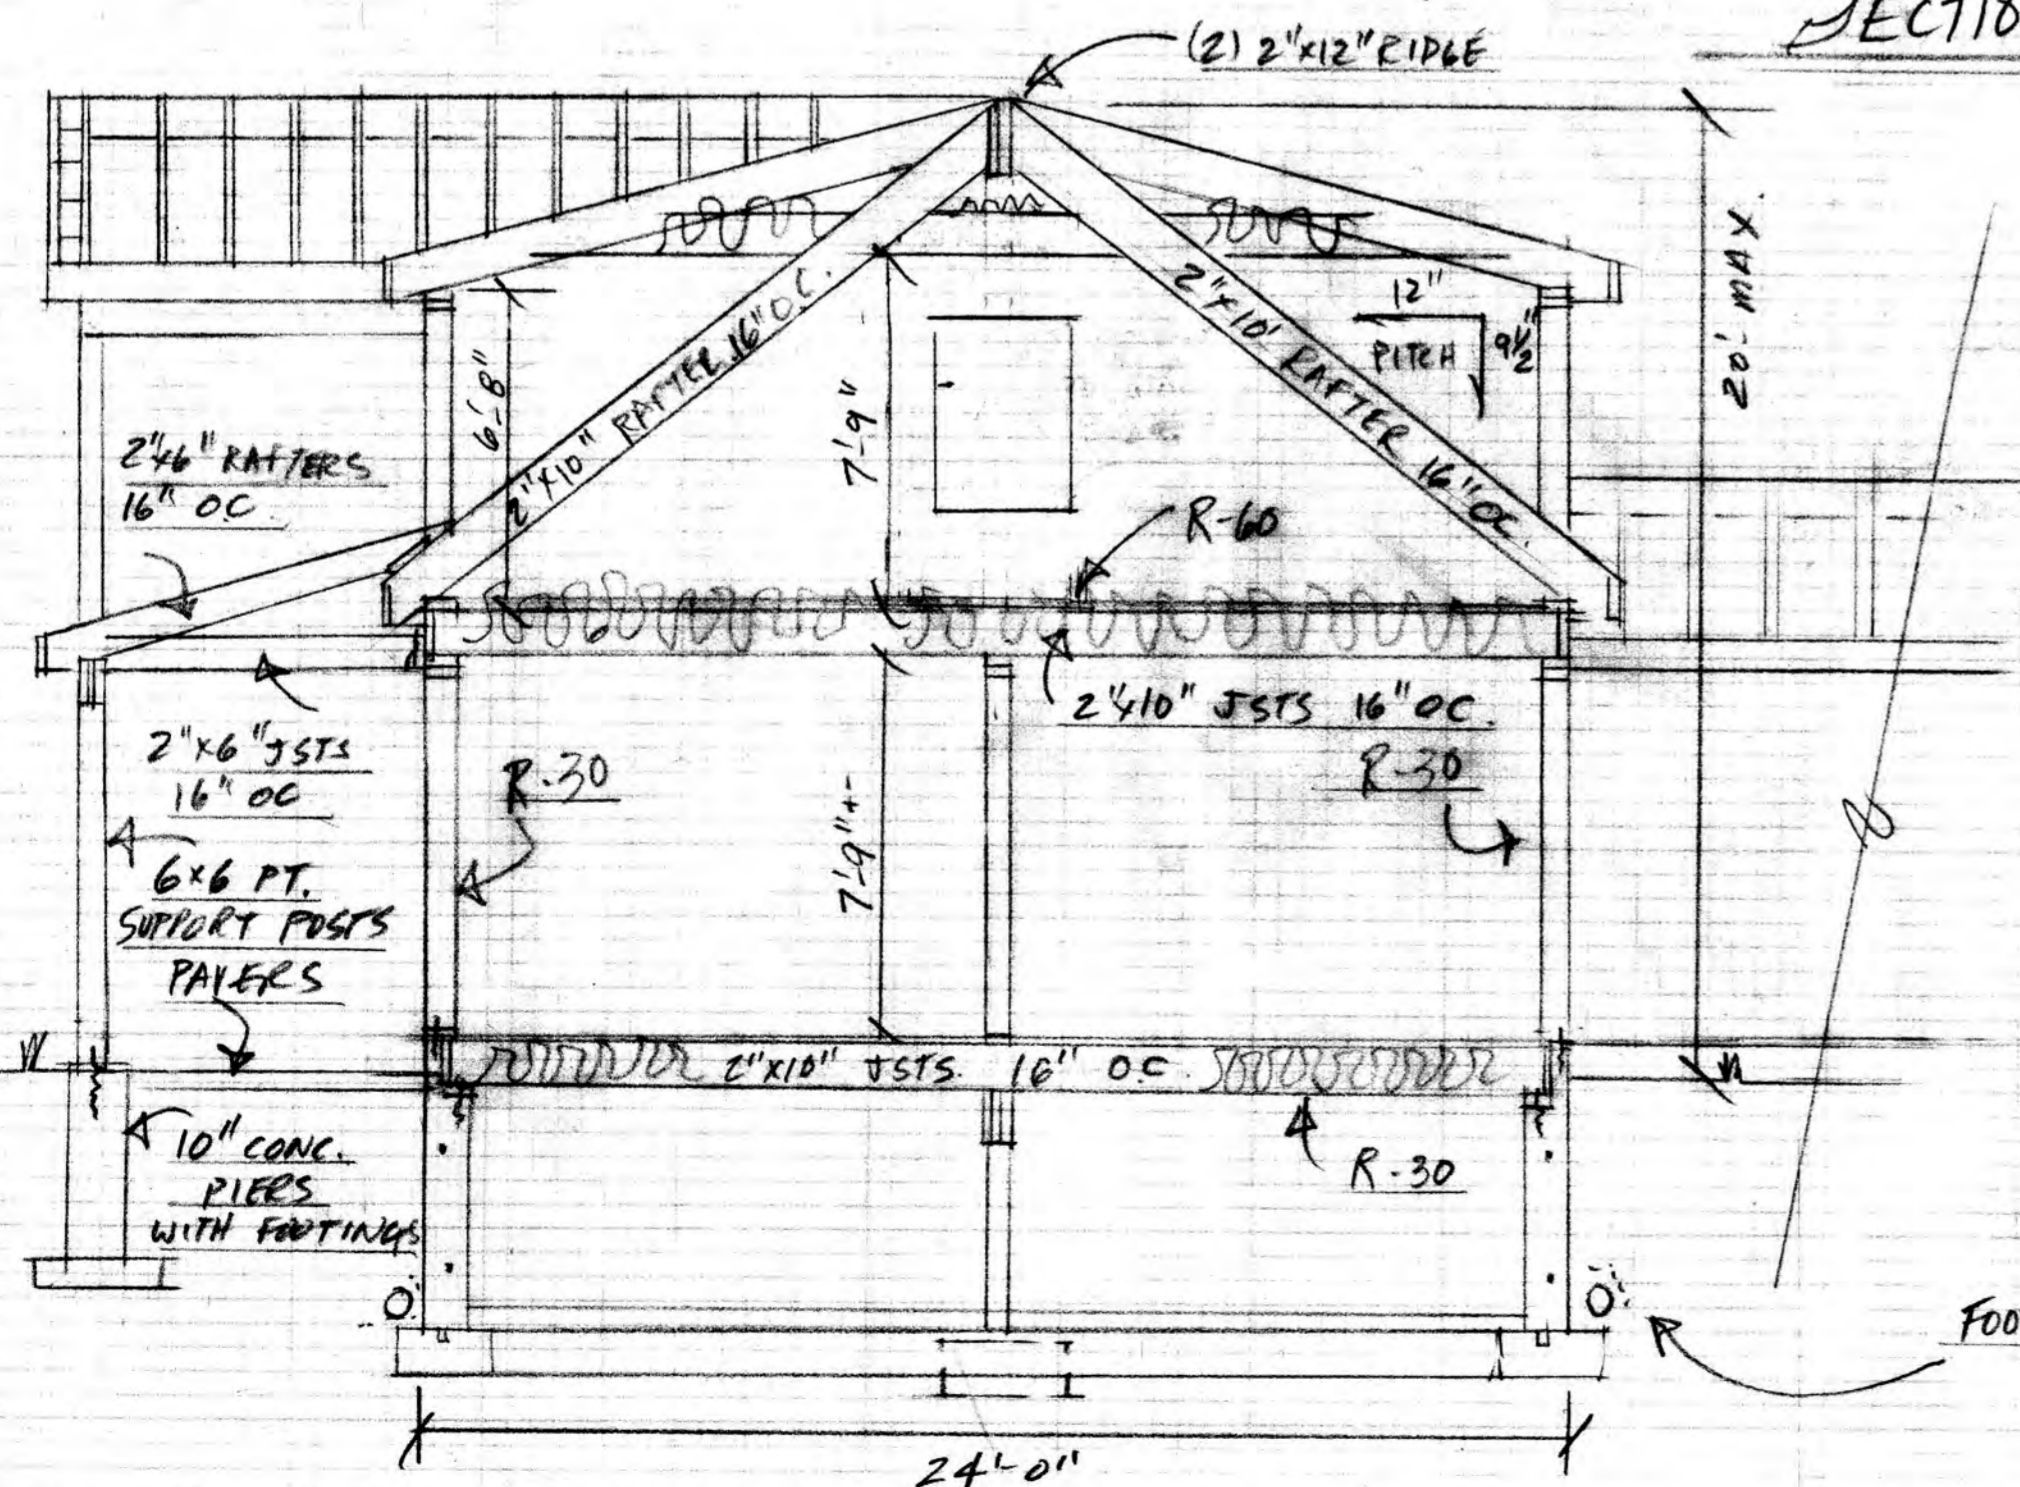 SECTIO
(2) 2"x12" RIDGE
20' MAX.
2"x10" RAFTER 16" O.C.
2"x10' RAFTER 16" OC.
12"
PITCH
9½"
6'-8"
7'-9"
2"x6" RAFTERS
16" OC
R-60
2"x10" JSTS 16" OC.
2"x6" JSTS
16" OC
R-30
R-30
7'-9"+-
6x6 PT.
SUPPORT POSTS
PAVERS
2"x10" JSTS. 16" O.C.
10" CONC.
PIERS
WITH FOOTINGS
R-30
FOO
24'-0"